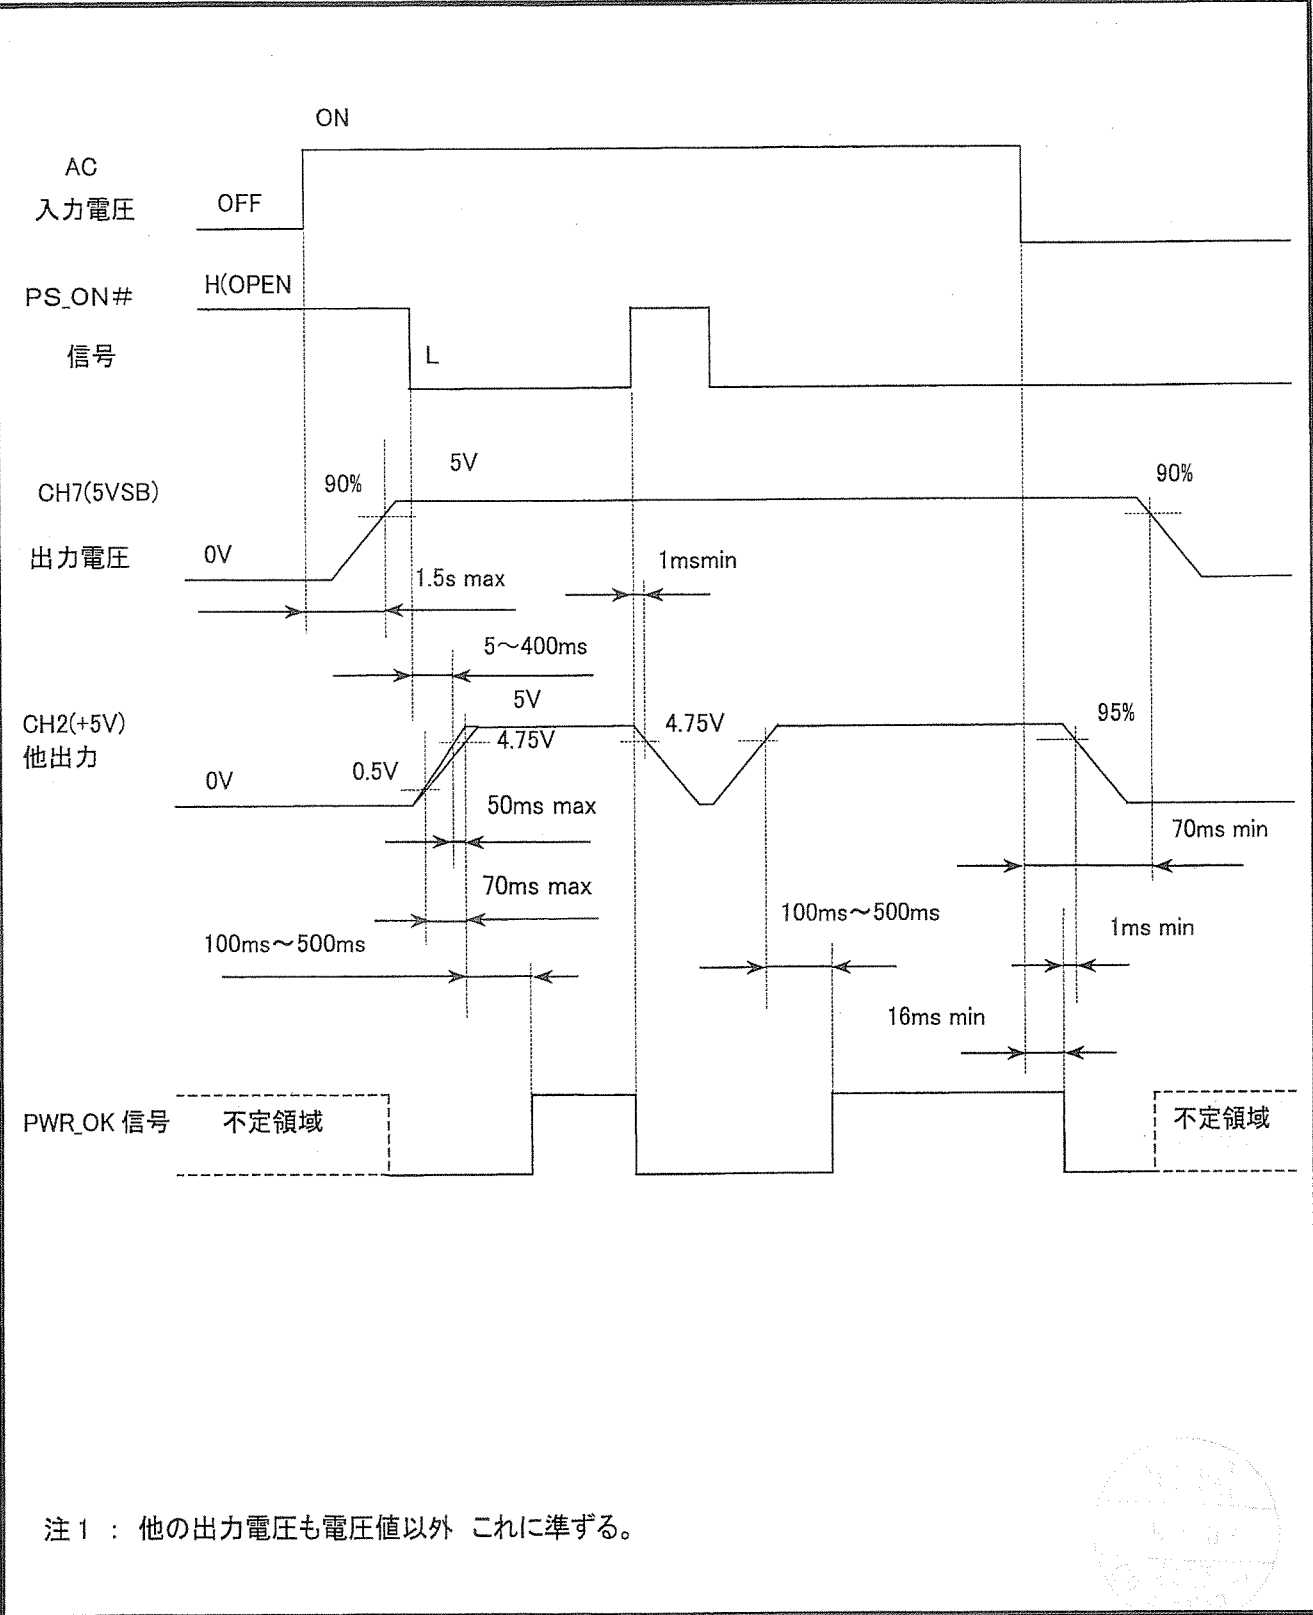 ON
AC
入力電圧
OFF
PS_ON＃
H(OPEN
信号
L
CH7(5VSB)
90%
5V
90%
出力電圧
0V
1.5s max
1msmin
5～400ms
5V
CH2(+5V)
他出力
4.75V
4.75V
95%
0.5V
0V
50ms max
70ms min
70ms max
100ms～500ms
100ms～500ms
1ms min
16ms min
PWR_OK 信号
不定領域
不定領域
注1 : 他の出力電圧も電圧値以外 これに準ずる。